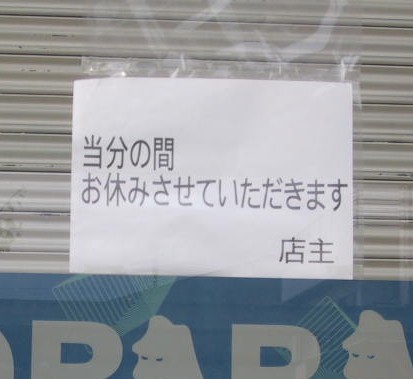 当分の間
お休みさせていただきます
店主